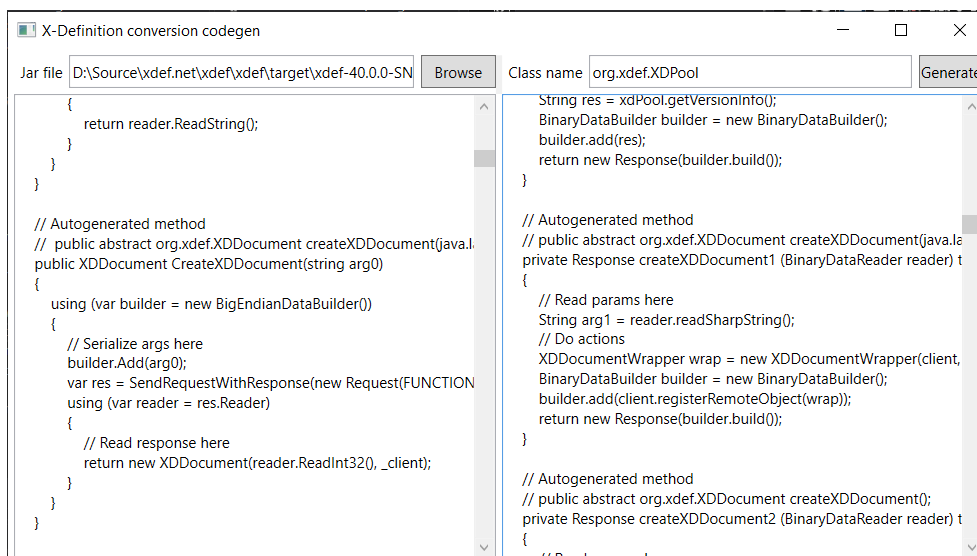 X-Definition conversion codegen
Jar file D:\Source\xdef.net\xdef\xdef\target\xdef-40.0.0-SN Browse Class name org.xdef.XDPool Generate
{
return reader.ReadString();
}
}
}
// Autogenerated method
//  public abstract org.xdef.XDDocument createXDDocument(java.la
public XDDocument CreateXDDocument(string arg0)
{
using (var builder = new BigEndianDataBuilder())
{
// Serialize args here
builder.Add(arg0);
var res = SendRequestWithResponse(new Request(FUNCTION
using (var reader = res.Reader)
{
// Read response here
return new XDDocument(reader.ReadInt32(), _client);
}
}
}
String res = xdPool.getVersionInfo();
BinaryDataBuilder builder = new BinaryDataBuilder();
builder.add(res);
return new Response(builder.build());
}
// Autogenerated method
// public abstract org.xdef.XDDocument createXDDocument(java.la
private Response createXDDocument1 (BinaryDataReader reader) t
{
// Read params here
String arg1 = reader.readSharpString();
// Do actions
XDDocumentWrapper wrap = new XDDocumentWrapper(client,
BinaryDataBuilder builder = new BinaryDataBuilder();
builder.add(client.registerRemoteObject(wrap));
return new Response(builder.build());
}
// Autogenerated method
// public abstract org.xdef.XDDocument createXDDocument();
private Response createXDDocument2 (BinaryDataReader reader) t
{